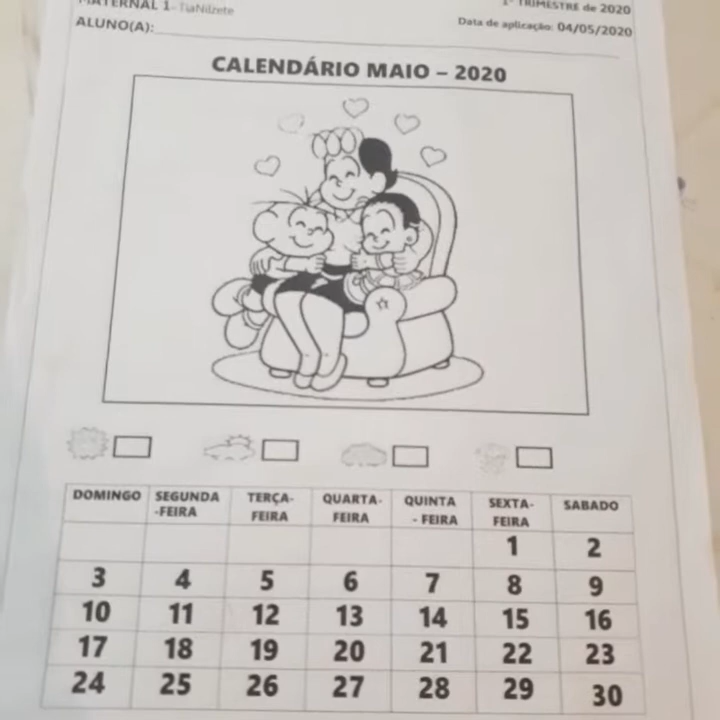 MATERNAL 1- TiaNilzete
1º TRIMESTRE de 2020
ALUNO(A):
Data de aplicação: 04/05/2020
CALENDÁRIO MAIO – 2020
DOMINGO SEGUNDA -FEIRA TERÇA- FEIRA QUARTA- FEIRA QUINTA - FEIRA SEXTA- FEIRA SABADO
1 2
3 4 5 6 7 8 9
10 11 12 13 14 15 16
17 18 19 20 21 22 23
24 25 26 27 28 29 30